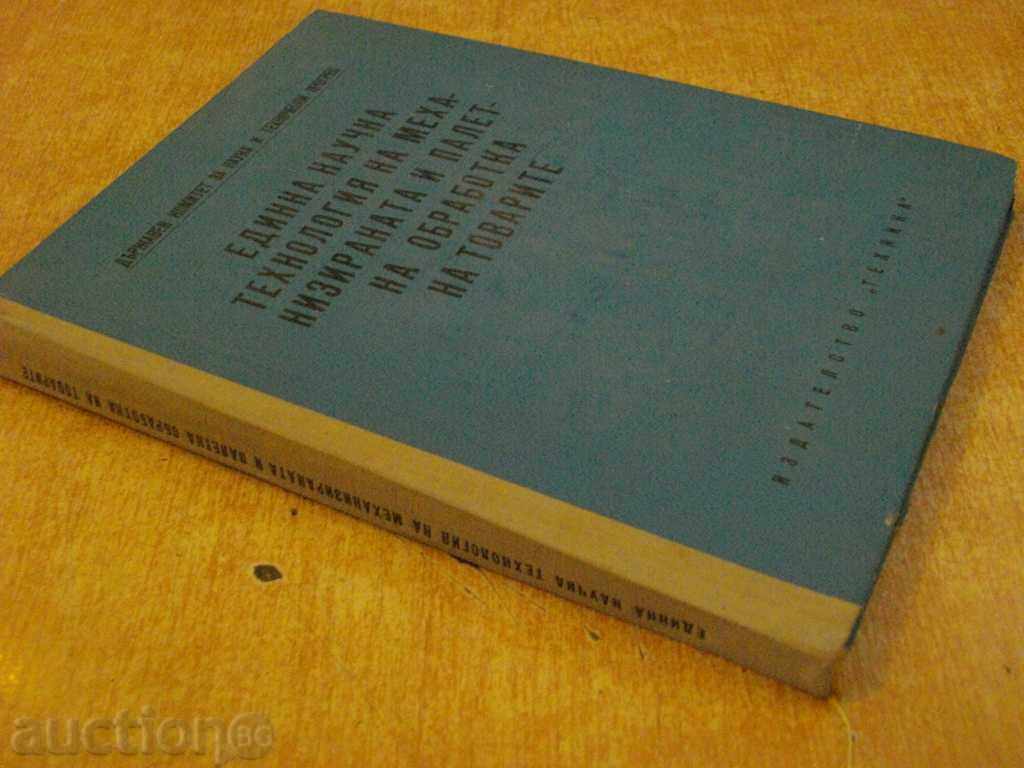 ДЪРЖАВЕН КОМИТЕТ ЗА НАУКА И ТЕХНИЧЕСКИ ПРОГРЕС
ЕДИННА НАУЧНА
ТЕХНОЛОГИЯ НА МЕХА-
НИЗИРАНАТА И ПАЛЕТ-
НА ОБРАБОТКА
НА ТОВАРИТЕ
ИЗДАТЕЛСТВО „ТЕХНИКА“
ЕДИННА НАУЧНА ТЕХНОЛОГИЯ НА МЕХАНИЗИРАНАТА И ПАЛЕТНА ОБРАБОТКА НА ТОВАРИТЕ
auction BG